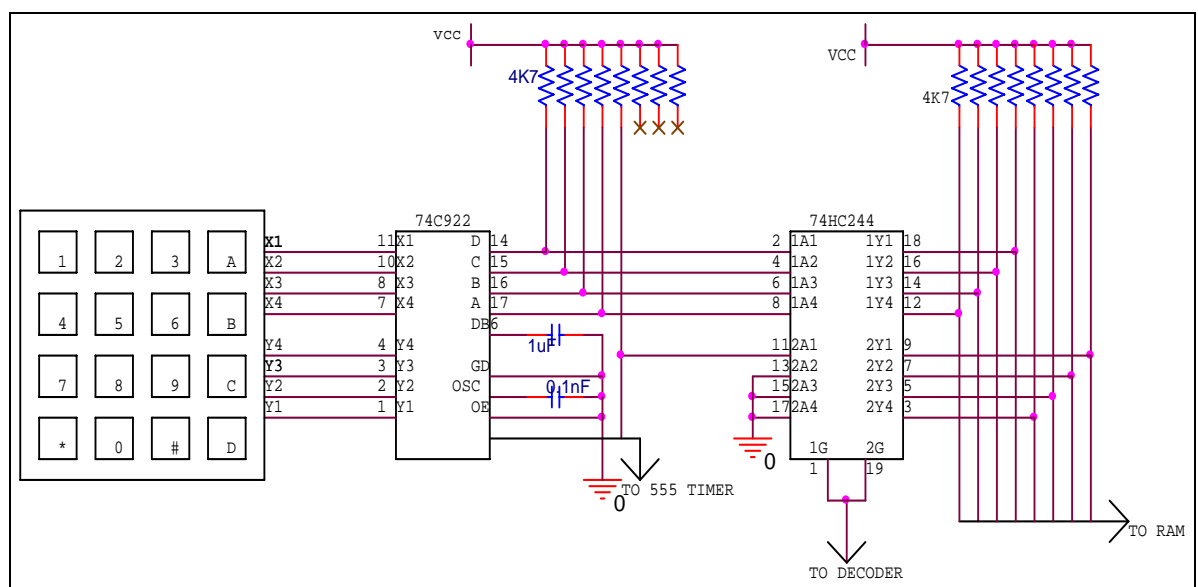 vcc
VCC
4K7
4K7
74C922
74HC244
X1
X2
X3
X4
Y4
Y3
Y2
Y1
1 2 3 A
4 5 6 B
7 8 9 C
* 0 # D
11 X1
10 X2
8 X3
7 X4
4 Y4
3 Y3
2 Y2
1 Y1
D 14
C 15
B 16
A 17
DB6
GD
OSC
OE
1uF
0.1nF
0
TO 555 TIMER
2 1A1
4 1A2
6 1A3
8 1A4
11 2A1
13 2A2
15 2A3
17 2A4
1Y1 18
1Y2 16
1Y3 14
1Y4 12
2Y1 9
2Y2 7
2Y3 5
2Y4 3
1G 2G
1 19
0
TO DECODER
TO RAM